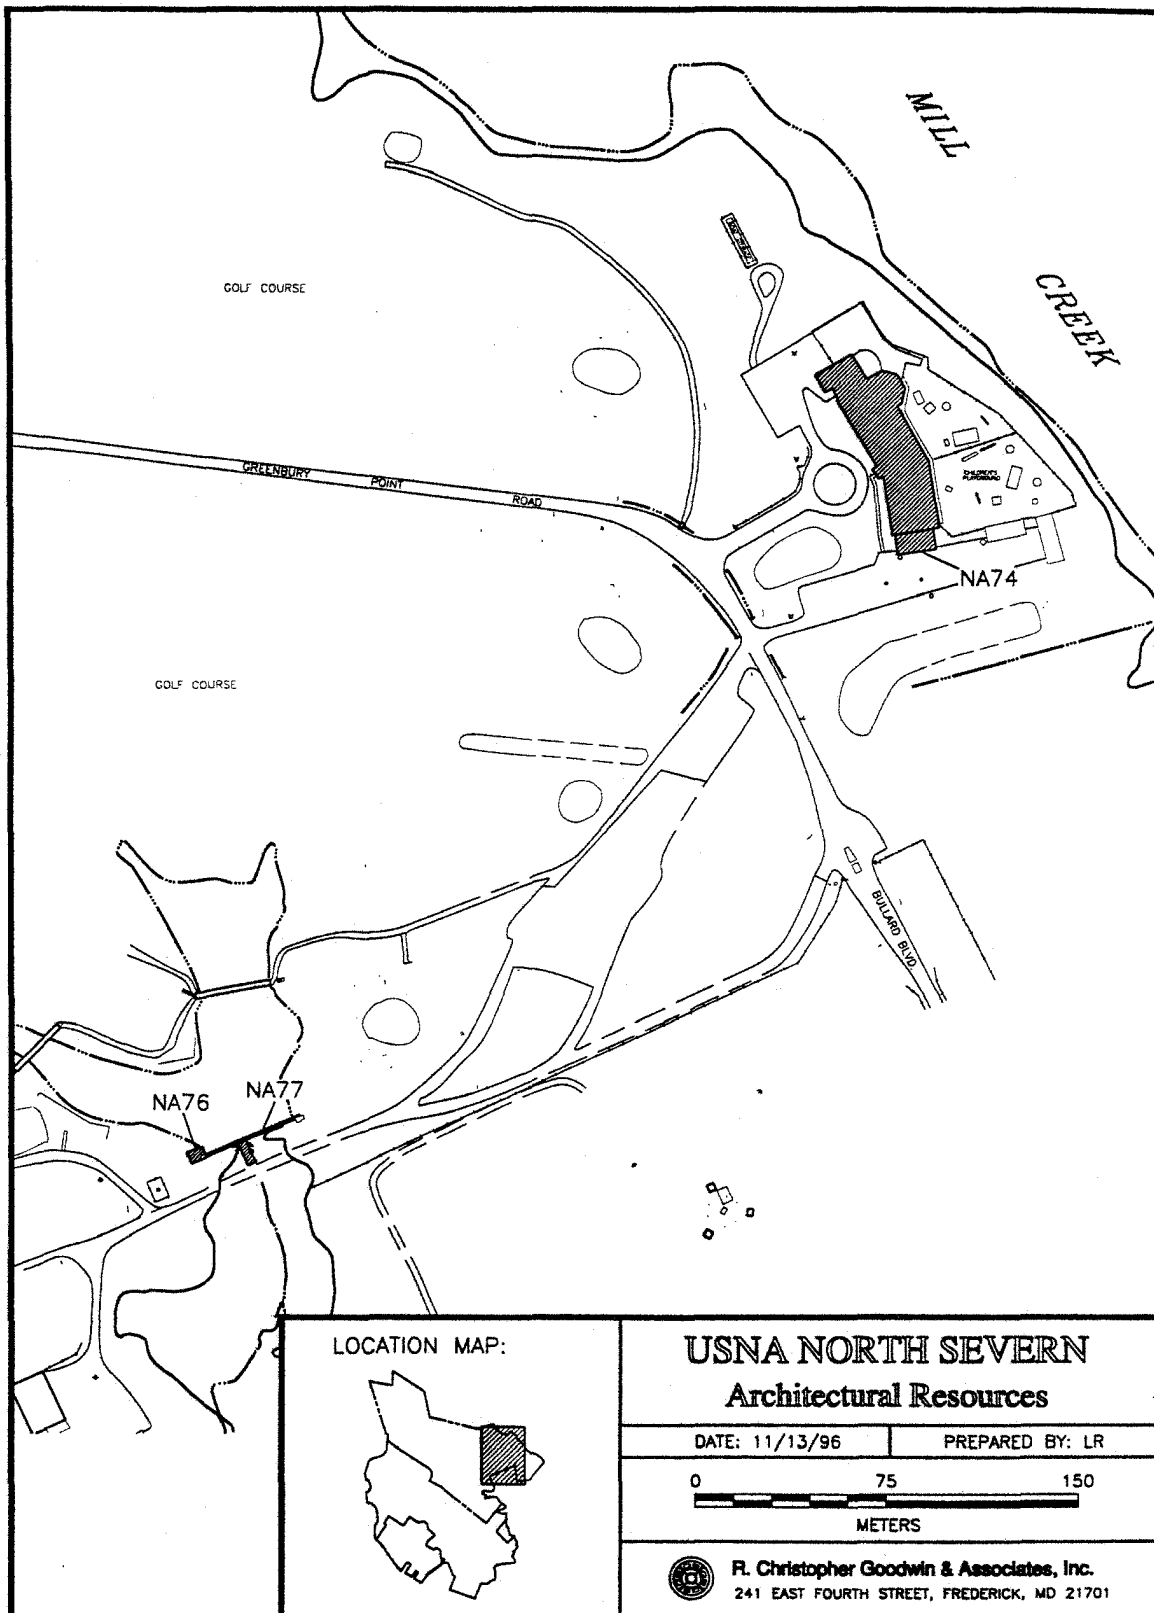 MILL
CREEK
GOLF COURSE
GREENBURY POINT ROAD
CHILDREN'S
PLAYGROUND
NA74
GOLF COURSE
BULLARD BLVD.
NA76
NA77
LOCATION MAP:
USNA NORTH SEVERN
Architectural Resources
DATE: 11/13/96
PREPARED BY: LR
0 75 150
METERS
R. Christopher Goodwin & Associates, Inc.
241 EAST FOURTH STREET, FREDERICK, MD 21701